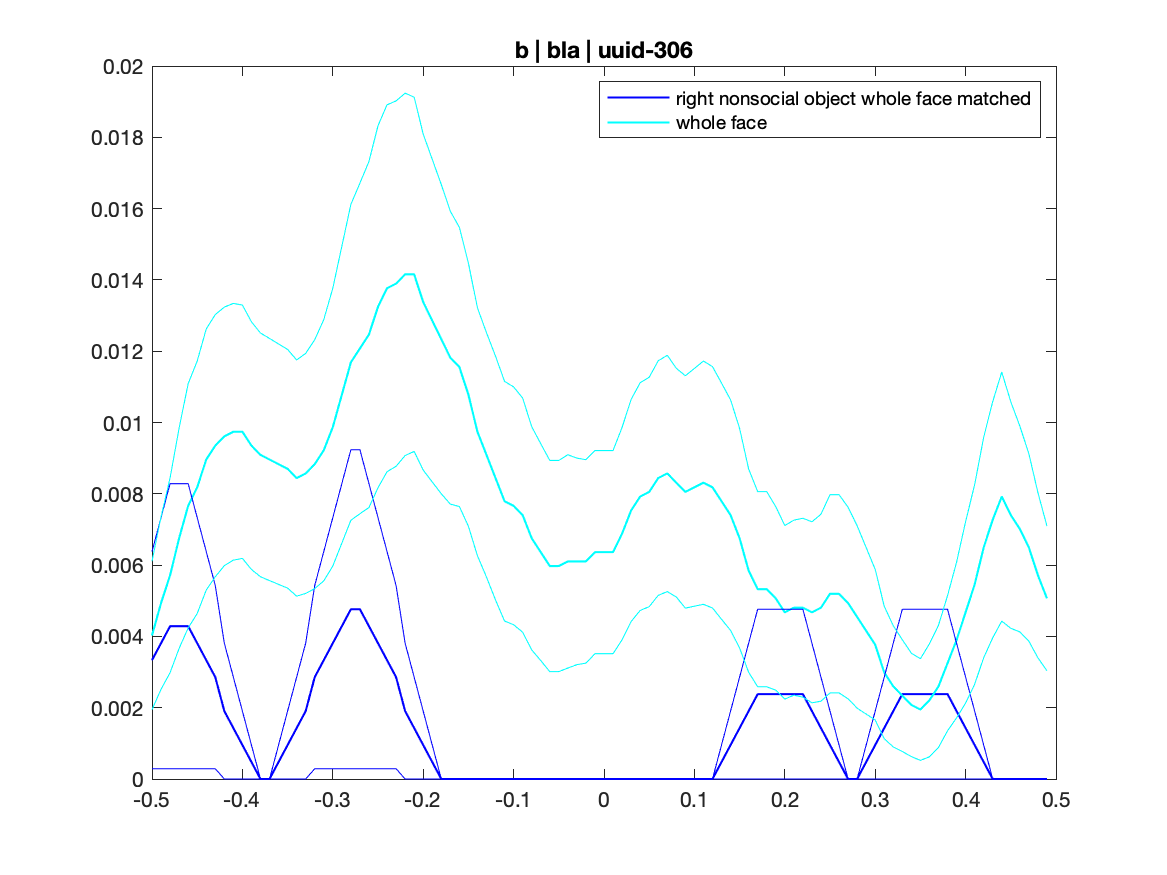 b | bla | uuid-306
right nonsocial object whole face matched
whole face
0.02
0.018
0.016
0.014
0.012
0.01
0.008
0.006
0.004
0.002
0
-0.5 -0.4 -0.3 -0.2 -0.1 0 0.1 0.2 0.3 0.4 0.5